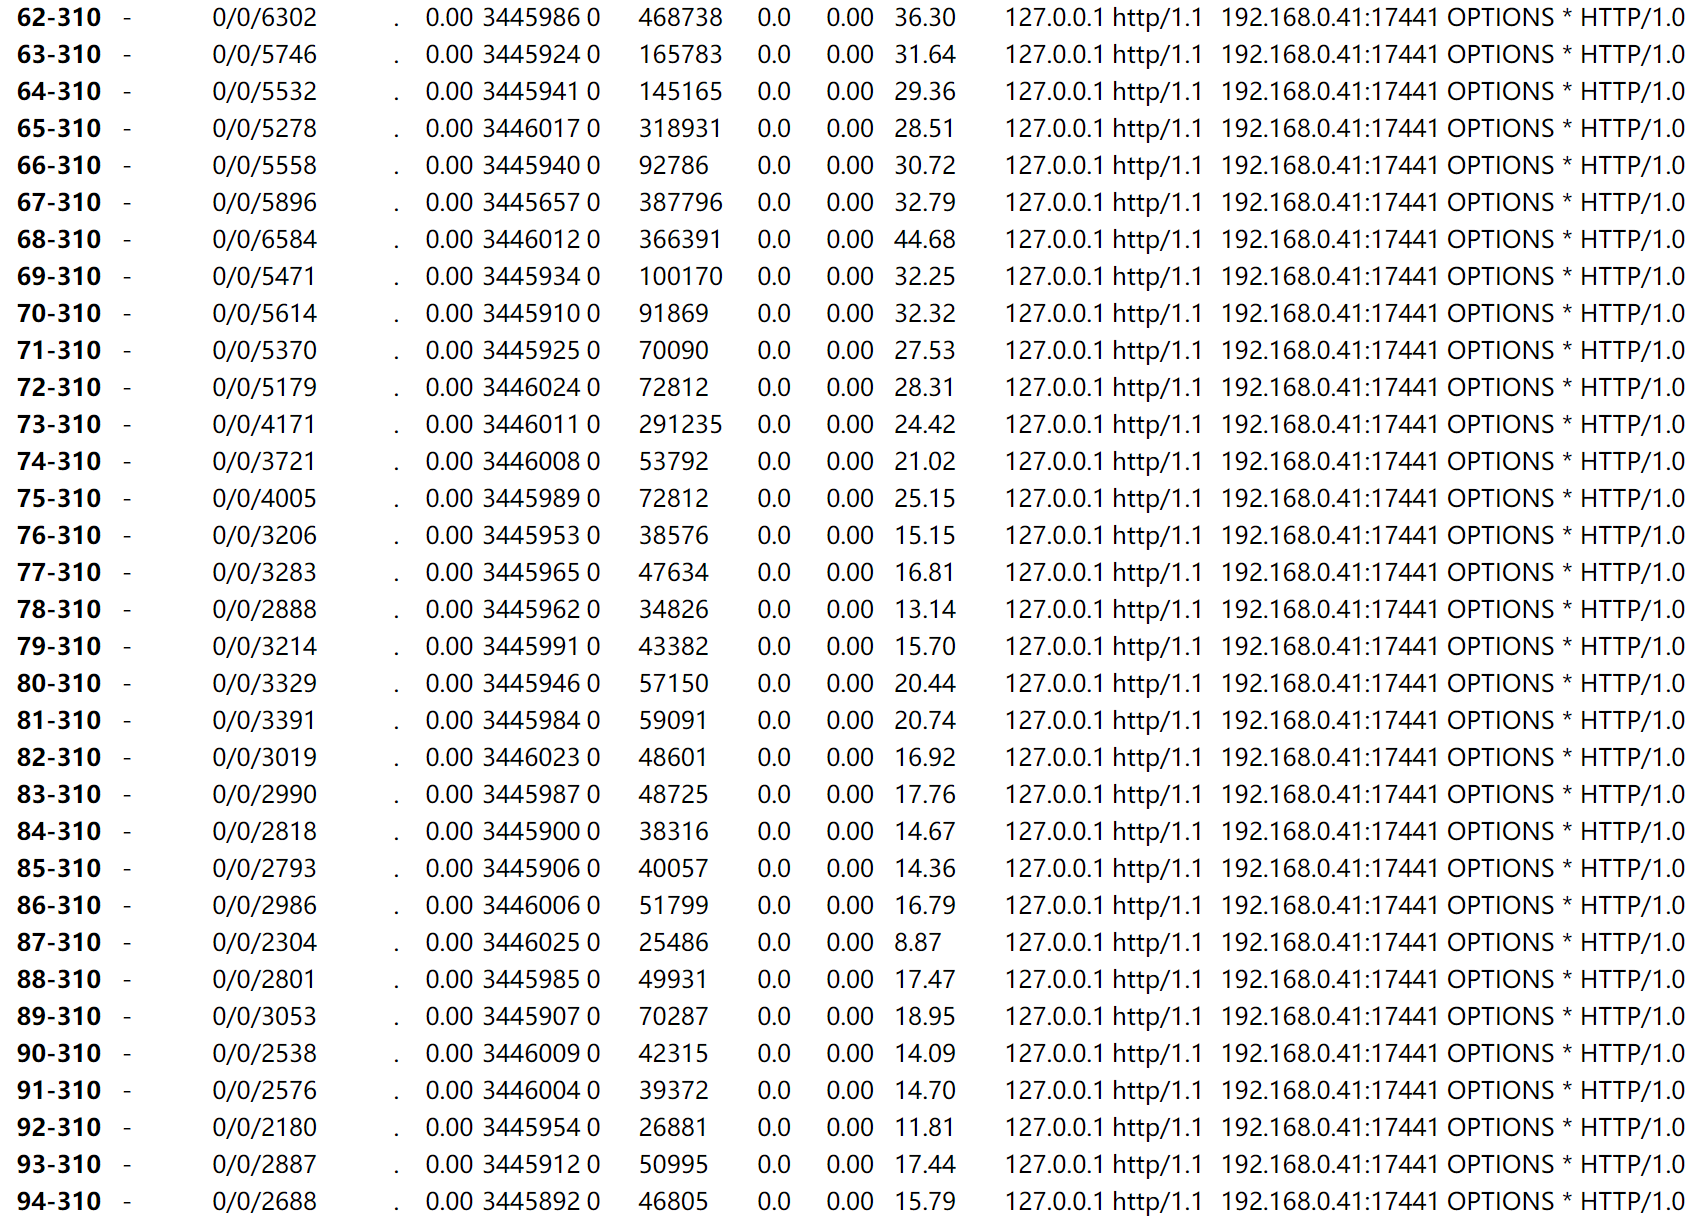 62-310 - 0/0/6302 . 0.00 3445986 0 468738 0.0 0.00 36.30 127.0.0.1 http/1.1 192.168.0.41:17441 OPTIONS * HTTP/1.0
63-310 - 0/0/5746 . 0.00 3445924 0 165783 0.0 0.00 31.64 127.0.0.1 http/1.1 192.168.0.41:17441 OPTIONS * HTTP/1.0
64-310 - 0/0/5532 . 0.00 3445941 0 145165 0.0 0.00 29.36 127.0.0.1 http/1.1 192.168.0.41:17441 OPTIONS * HTTP/1.0
65-310 - 0/0/5278 . 0.00 3446017 0 318931 0.0 0.00 28.51 127.0.0.1 http/1.1 192.168.0.41:17441 OPTIONS * HTTP/1.0
66-310 - 0/0/5558 . 0.00 3445940 0 92786 0.0 0.00 30.72 127.0.0.1 http/1.1 192.168.0.41:17441 OPTIONS * HTTP/1.0
67-310 - 0/0/5896 . 0.00 3445657 0 387796 0.0 0.00 32.79 127.0.0.1 http/1.1 192.168.0.41:17441 OPTIONS * HTTP/1.0
68-310 - 0/0/6584 . 0.00 3446012 0 366391 0.0 0.00 44.68 127.0.0.1 http/1.1 192.168.0.41:17441 OPTIONS * HTTP/1.0
69-310 - 0/0/5471 . 0.00 3445934 0 100170 0.0 0.00 32.25 127.0.0.1 http/1.1 192.168.0.41:17441 OPTIONS * HTTP/1.0
70-310 - 0/0/5614 . 0.00 3445910 0 91869 0.0 0.00 32.32 127.0.0.1 http/1.1 192.168.0.41:17441 OPTIONS * HTTP/1.0
71-310 - 0/0/5370 . 0.00 3445925 0 70090 0.0 0.00 27.53 127.0.0.1 http/1.1 192.168.0.41:17441 OPTIONS * HTTP/1.0
72-310 - 0/0/5179 . 0.00 3446024 0 72812 0.0 0.00 28.31 127.0.0.1 http/1.1 192.168.0.41:17441 OPTIONS * HTTP/1.0
73-310 - 0/0/4171 . 0.00 3446011 0 291235 0.0 0.00 24.42 127.0.0.1 http/1.1 192.168.0.41:17441 OPTIONS * HTTP/1.0
74-310 - 0/0/3721 . 0.00 3446008 0 53792 0.0 0.00 21.02 127.0.0.1 http/1.1 192.168.0.41:17441 OPTIONS * HTTP/1.0
75-310 - 0/0/4005 . 0.00 3445989 0 72812 0.0 0.00 25.15 127.0.0.1 http/1.1 192.168.0.41:17441 OPTIONS * HTTP/1.0
76-310 - 0/0/3206 . 0.00 3445953 0 38576 0.0 0.00 15.15 127.0.0.1 http/1.1 192.168.0.41:17441 OPTIONS * HTTP/1.0
77-310 - 0/0/3283 . 0.00 3445965 0 47634 0.0 0.00 16.81 127.0.0.1 http/1.1 192.168.0.41:17441 OPTIONS * HTTP/1.0
78-310 - 0/0/2888 . 0.00 3445962 0 34826 0.0 0.00 13.14 127.0.0.1 http/1.1 192.168.0.41:17441 OPTIONS * HTTP/1.0
79-310 - 0/0/3214 . 0.00 3445991 0 43382 0.0 0.00 15.70 127.0.0.1 http/1.1 192.168.0.41:17441 OPTIONS * HTTP/1.0
80-310 - 0/0/3329 . 0.00 3445946 0 57150 0.0 0.00 20.44 127.0.0.1 http/1.1 192.168.0.41:17441 OPTIONS * HTTP/1.0
81-310 - 0/0/3391 . 0.00 3445984 0 59091 0.0 0.00 20.74 127.0.0.1 http/1.1 192.168.0.41:17441 OPTIONS * HTTP/1.0
82-310 - 0/0/3019 . 0.00 3446023 0 48601 0.0 0.00 16.92 127.0.0.1 http/1.1 192.168.0.41:17441 OPTIONS * HTTP/1.0
83-310 - 0/0/2990 . 0.00 3445987 0 48725 0.0 0.00 17.76 127.0.0.1 http/1.1 192.168.0.41:17441 OPTIONS * HTTP/1.0
84-310 - 0/0/2818 . 0.00 3445900 0 38316 0.0 0.00 14.67 127.0.0.1 http/1.1 192.168.0.41:17441 OPTIONS * HTTP/1.0
85-310 - 0/0/2793 . 0.00 3445906 0 40057 0.0 0.00 14.36 127.0.0.1 http/1.1 192.168.0.41:17441 OPTIONS * HTTP/1.0
86-310 - 0/0/2986 . 0.00 3446006 0 51799 0.0 0.00 16.79 127.0.0.1 http/1.1 192.168.0.41:17441 OPTIONS * HTTP/1.0
87-310 - 0/0/2304 . 0.00 3446025 0 25486 0.0 0.00 8.87 127.0.0.1 http/1.1 192.168.0.41:17441 OPTIONS * HTTP/1.0
88-310 - 0/0/2801 . 0.00 3445985 0 49931 0.0 0.00 17.47 127.0.0.1 http/1.1 192.168.0.41:17441 OPTIONS * HTTP/1.0
89-310 - 0/0/3053 . 0.00 3445907 0 70287 0.0 0.00 18.95 127.0.0.1 http/1.1 192.168.0.41:17441 OPTIONS * HTTP/1.0
90-310 - 0/0/2538 . 0.00 3446009 0 42315 0.0 0.00 14.09 127.0.0.1 http/1.1 192.168.0.41:17441 OPTIONS * HTTP/1.0
91-310 - 0/0/2576 . 0.00 3446004 0 39372 0.0 0.00 14.70 127.0.0.1 http/1.1 192.168.0.41:17441 OPTIONS * HTTP/1.0
92-310 - 0/0/2180 . 0.00 3445954 0 26881 0.0 0.00 11.81 127.0.0.1 http/1.1 192.168.0.41:17441 OPTIONS * HTTP/1.0
93-310 - 0/0/2887 . 0.00 3445912 0 50995 0.0 0.00 17.44 127.0.0.1 http/1.1 192.168.0.41:17441 OPTIONS * HTTP/1.0
94-310 - 0/0/2688 . 0.00 3445892 0 46805 0.0 0.00 15.79 127.0.0.1 http/1.1 192.168.0.41:17441 OPTIONS * HTTP/1.0